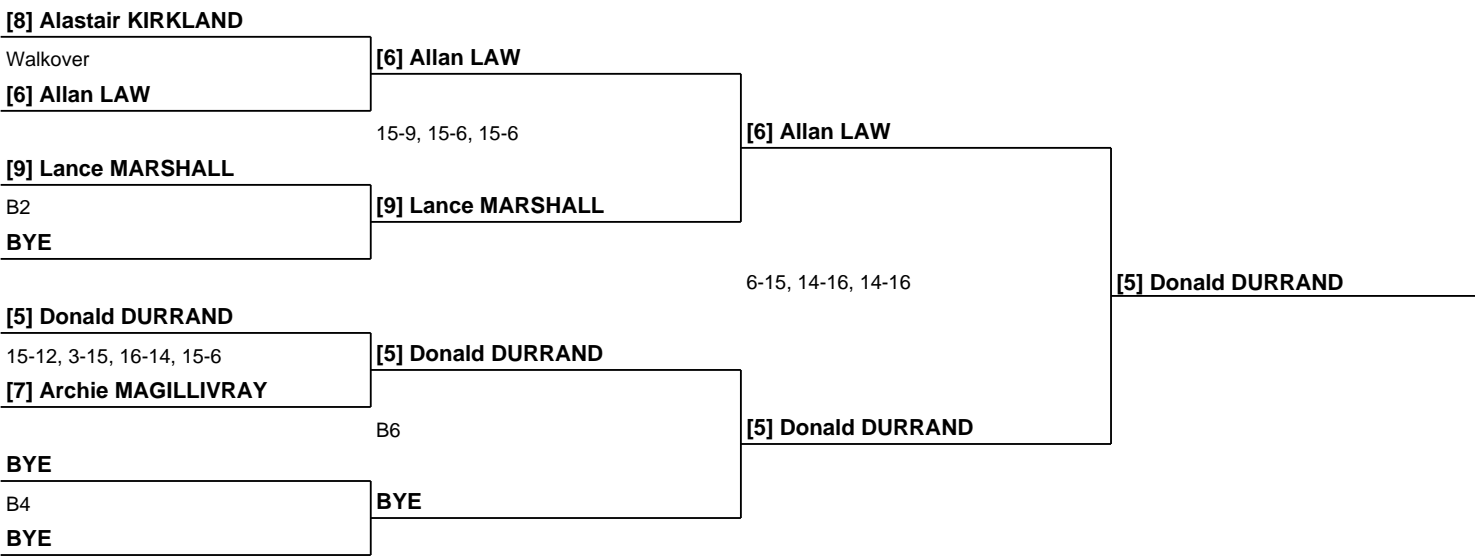 [8] Alastair KIRKLAND
Walkover
[6] Allan LAW
[6] Allan LAW
15-9, 15-6, 15-6
[6] Allan LAW
[9] Lance MARSHALL
B2
[9] Lance MARSHALL
BYE
6-15, 14-16, 14-16
[5] Donald DURRAND
[5] Donald DURRAND
15-12, 3-15, 16-14, 15-6
[5] Donald DURRAND
[7] Archie MAGILLIVRAY
B6
[5] Donald DURRAND
BYE
B4
BYE
BYE